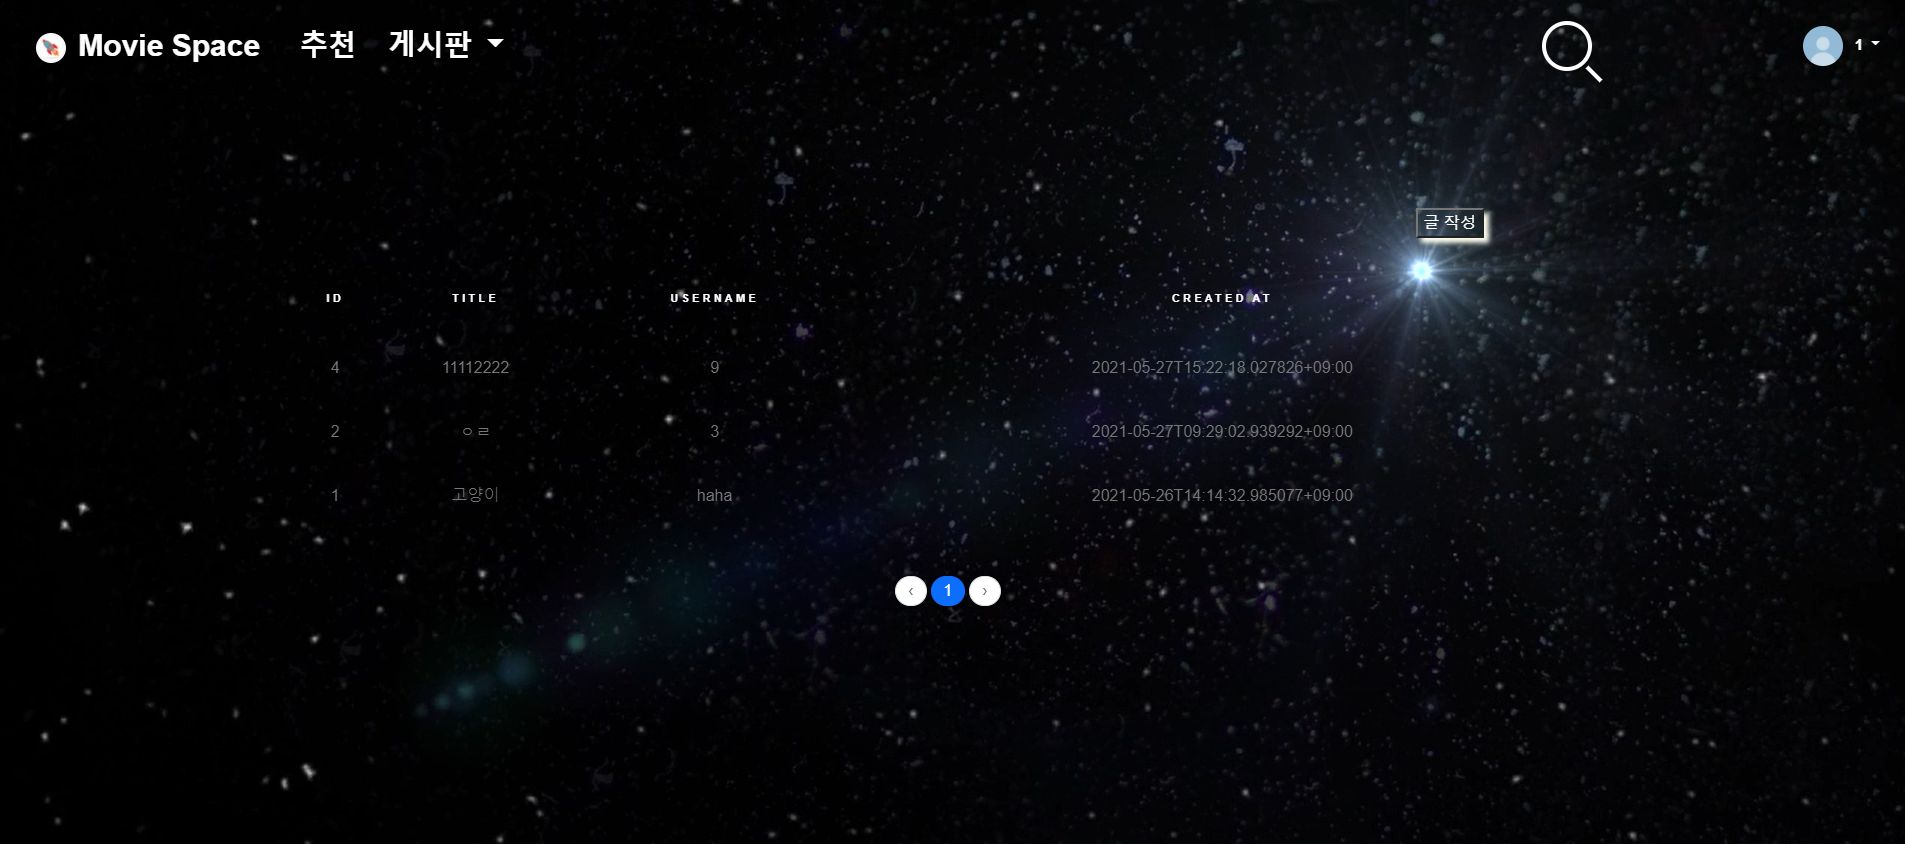 Movie Space 추천 게시판 1
글 작성
ID TITLE USERNAME CREATED AT
4 11112222 9 2021-05-27T15:22:18.027826+09:00
2 ㅇㄹ 3 2021-05-27T09:29:02.939292+09:00
1 고양이 haha 2021-05-26T14:14:32.985077+09:00
‹ 1 ›